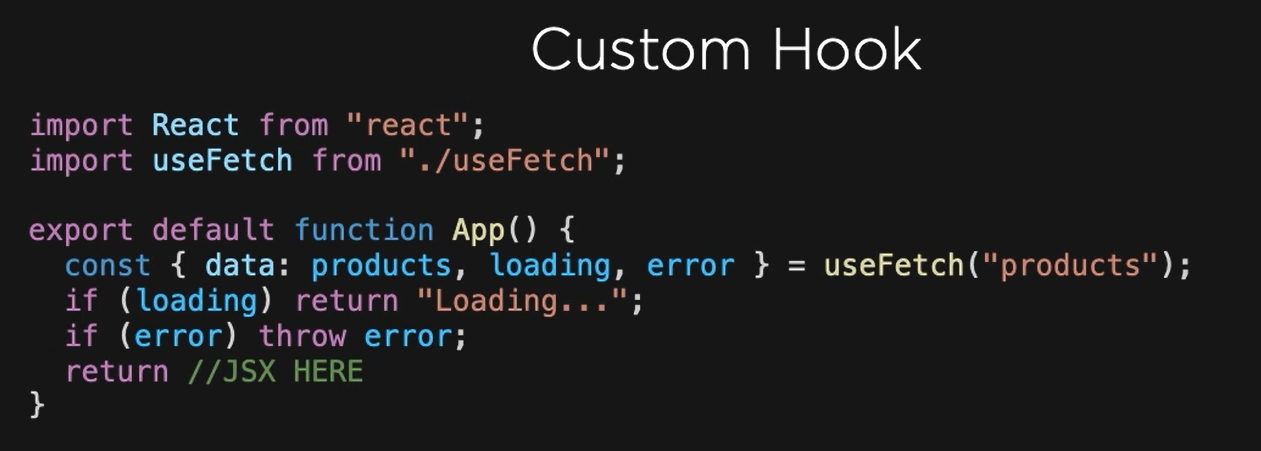 Custom Hook
import React from "react";
import useFetch from "./useFetch";
export default function App() {
  const { data: products, loading, error } = useFetch("products");
  if (loading) return "Loading...";
  if (error) throw error;
  return //JSX HERE
}